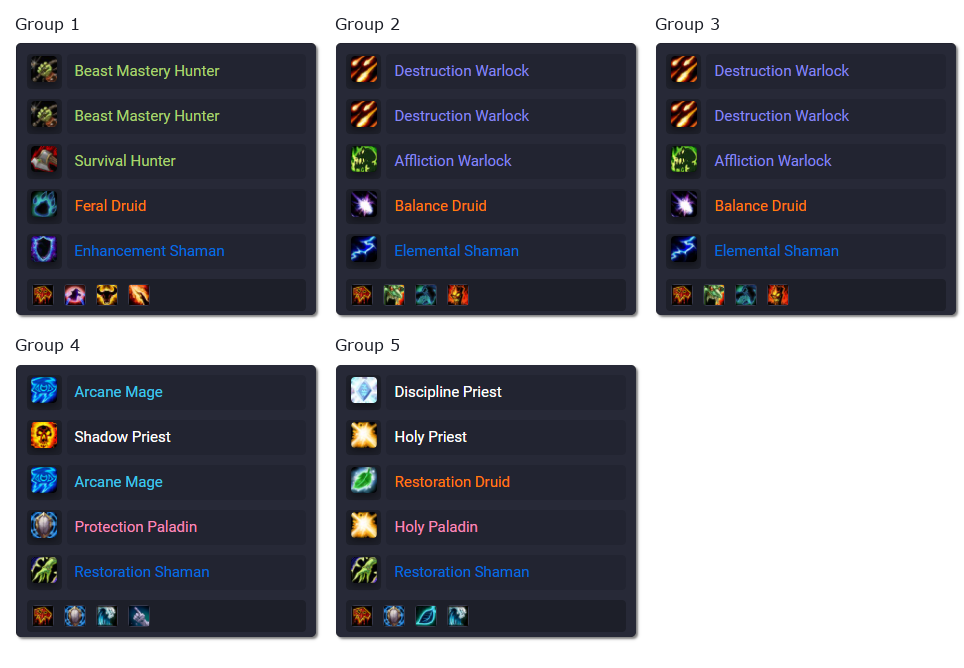 Group 1
Beast Mastery Hunter
Beast Mastery Hunter
Survival Hunter
Feral Druid
Enhancement Shaman
Group 2
Destruction Warlock
Destruction Warlock
Affliction Warlock
Balance Druid
Elemental Shaman
Group 3
Destruction Warlock
Destruction Warlock
Affliction Warlock
Balance Druid
Elemental Shaman
Group 4
Arcane Mage
Shadow Priest
Arcane Mage
Protection Paladin
Restoration Shaman
Group 5
Discipline Priest
Holy Priest
Restoration Druid
Holy Paladin
Restoration Shaman